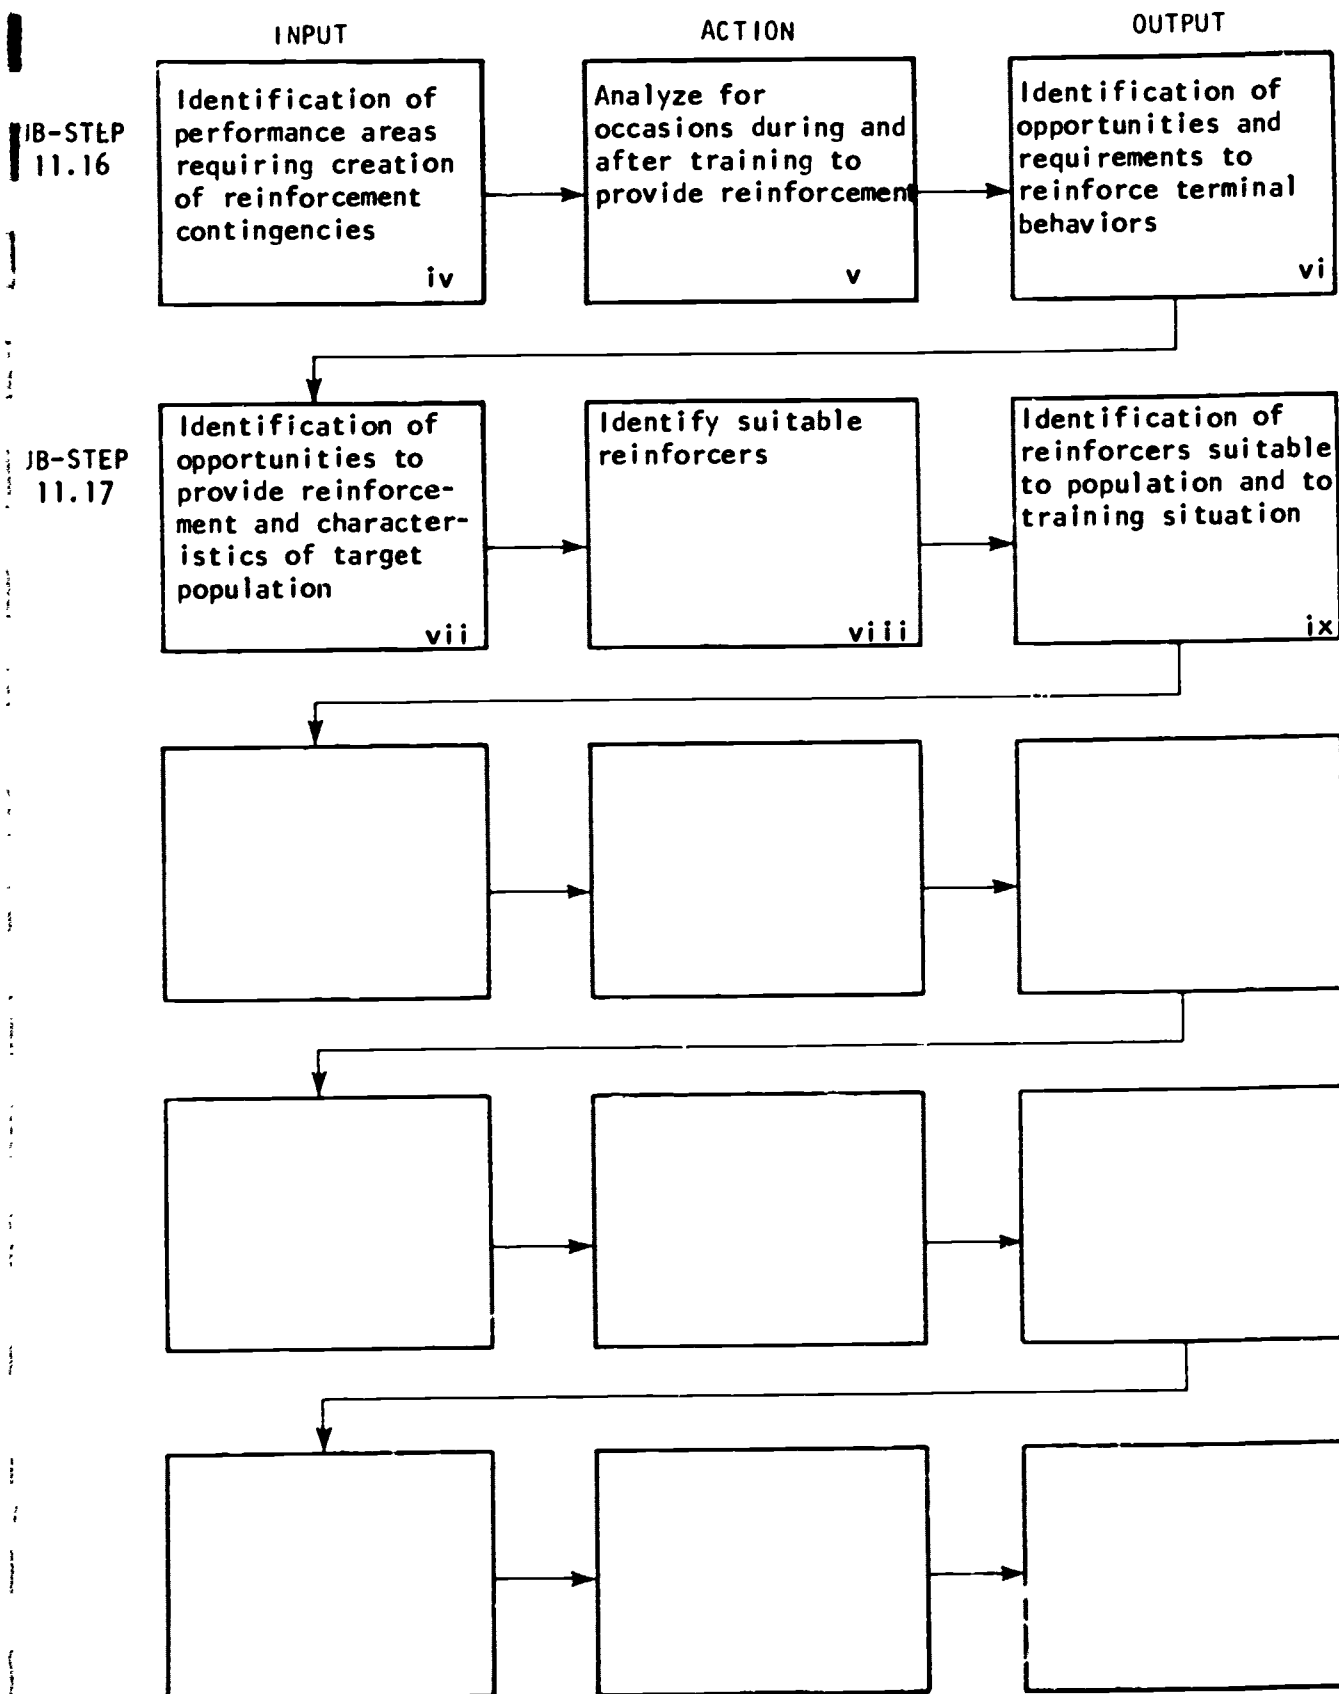 INPUT
ACTION
OUTPUT
JB-STEP
11.16
Identification of
performance areas
requiring creation
of reinforcement
contingencies
iv
Analyze for
occasions during and
after training to
provide reinforcement
v
Identification of
opportunities and
requirements to
reinforce terminal
behaviors
vi
JB-STEP
11.17
Identification of
opportunities to
provide reinforce-
ment and character-
istics of target
population
vii
Identify suitable
reinforcers
viii
Identification of
reinforcers suitable
to population and to
training situation
ix